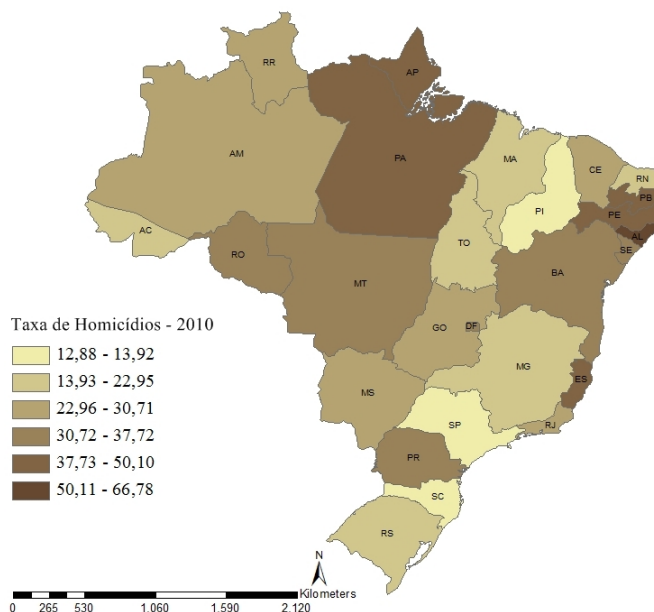 RR
AP
AM
PA
MA
CE
RN
PB
PI
PE
AC
AL
TO
SE
RO
BA
MT
DF
GO
MG
MS
ES
SP
RJ
PR
SC
RS
Taxa de Homicídios - 2010
12,88 - 13,92
13,93 - 22,95
22,96 - 30,71
30,72 - 37,72
37,73 - 50,10
50,11 - 66,78
N
Kilometers
0 265 530 1.060 1.590 2.120